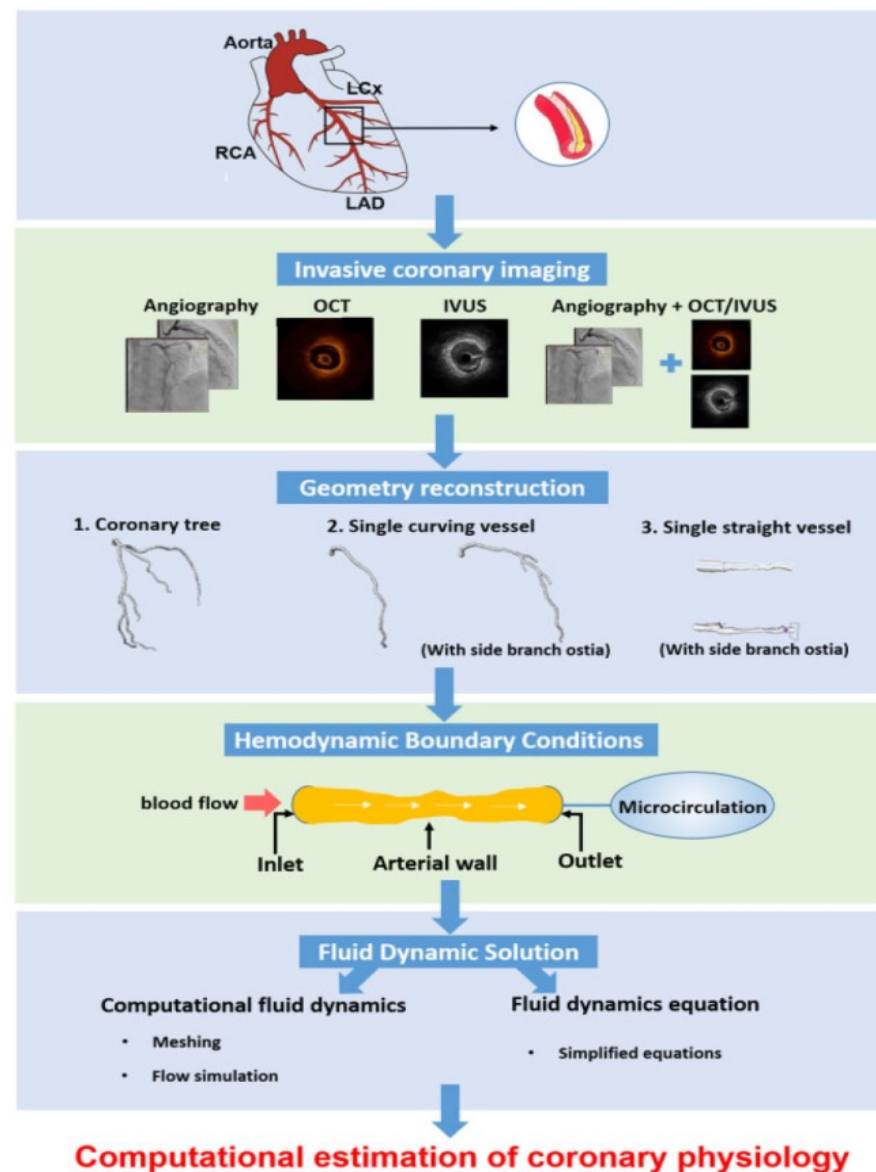 Aorta
LCx
RCA
LAD
Invasive coronary imaging
Angiography OCT IVUS Angiography + OCT/IVUS
Geometry reconstruction
1. Coronary tree 2. Single curving vessel 3. Single straight vessel
(With side branch ostia) (With side branch ostia)
Hemodynamic Boundary Conditions
blood flow
Microcirculation
Inlet Arterial wall Outlet
Fluid Dynamic Solution
Computational fluid dynamics Fluid dynamics equation
• Meshing • Simplified equations
• Flow simulation
Computational estimation of coronary physiology